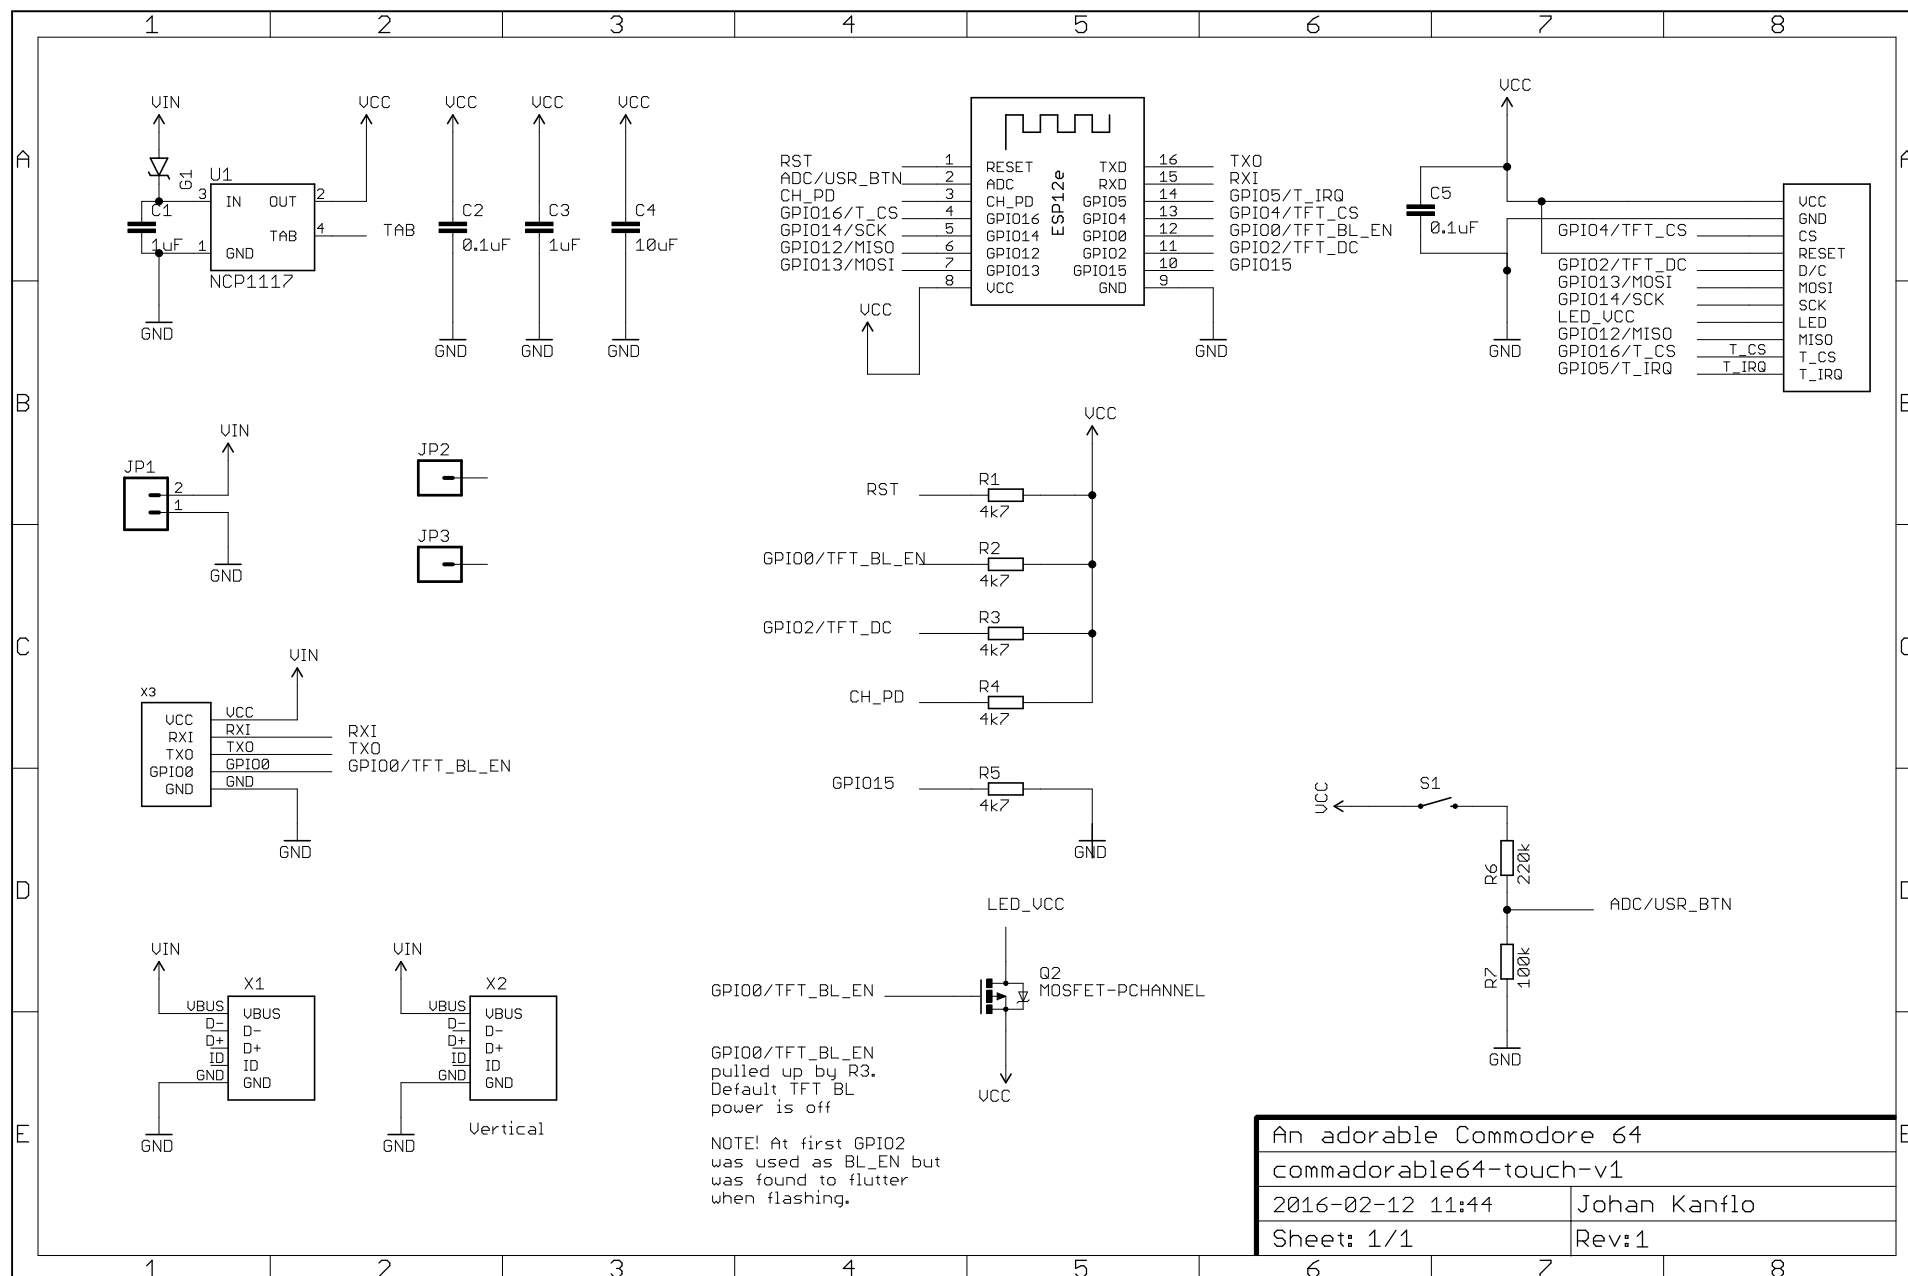 1 2 3 4 5 6 7 8
A
VIN
G1
C1
1uF
U1
3 IN OUT 2
TAB 4 TAB
1 GND
NCP1117
GND
VCC
VCC
C2
0.1uF
GND
VCC
C3
1uF
GND
VCC
C4
10uF
GND
ESP12e
RST 1 RESET TXD 16 TXO
ADC/USR_BTN 2 ADC RXD 15 RXI
CH_PD 3 CH_PD GPIO5 14 GPIO5/T_IRQ
GPIO16/T_CS 4 GPIO16 GPIO4 13 GPIO4/TFT_CS
GPIO14/SCK 5 GPIO14 GPIO0 12 GPIO0/TFT_BL_EN
GPIO12/MISO 6 GPIO12 GPIO2 11 GPIO2/TFT_DC
GPIO13/MOSI 7 GPIO13 GPIO15 10 GPIO15
8 VCC GND 9
VCC
GND
VCC
C5
0.1uF
GND
VCC
GND
GPIO4/TFT_CS CS
RESET
GPIO2/TFT_DC D/C
GPIO13/MOSI MOSI
GPIO14/SCK SCK
LED_VCC LED
GPIO12/MISO MISO
GPIO16/T_CS T_CS T_CS
GPIO5/T_IRQ T_IRQ T_IRQ
B
JP1
2
1
VIN
GND
JP2
JP3
VCC
RST R1
4k7
GPIO0/TFT_BL_EN R2
4k7
C
GPIO2/TFT_DC R3
4k7
CH_PD R4
4k7
GPIO15 R5
4k7
GND
X3
VIN
VCC VCC
RXI RXI RXI
TXO TXO TXO
GPIO0 GPIO0 GPIO0/TFT_BL_EN
GND GND
GND
D
VCC
S1
R6
220k
ADC/USR_BTN
R7
100k
GND
VIN
X1
VBUS VBUS
D- D-
D+ D+
ID ID
GND GND
GND
VIN
X2
VBUS VBUS
D- D-
D+ D+
ID ID
GND GND
GND
Vertical
LED_VCC
GPIO0/TFT_BL_EN
Q2
MOSFET-PCHANNEL
VCC
GPIO0/TFT_BL_EN
pulled up by R3.
Default TFT BL
power is off
NOTE! At first GPIO2
was used as BL_EN but
was found to flutter
when flashing.
E
An adorable Commodore 64
commadorable64-touch-v1
2016-02-12 11:44 Johan Kanflo
Sheet: 1/1 Rev:1
1 2 3 4 5 6 7 8